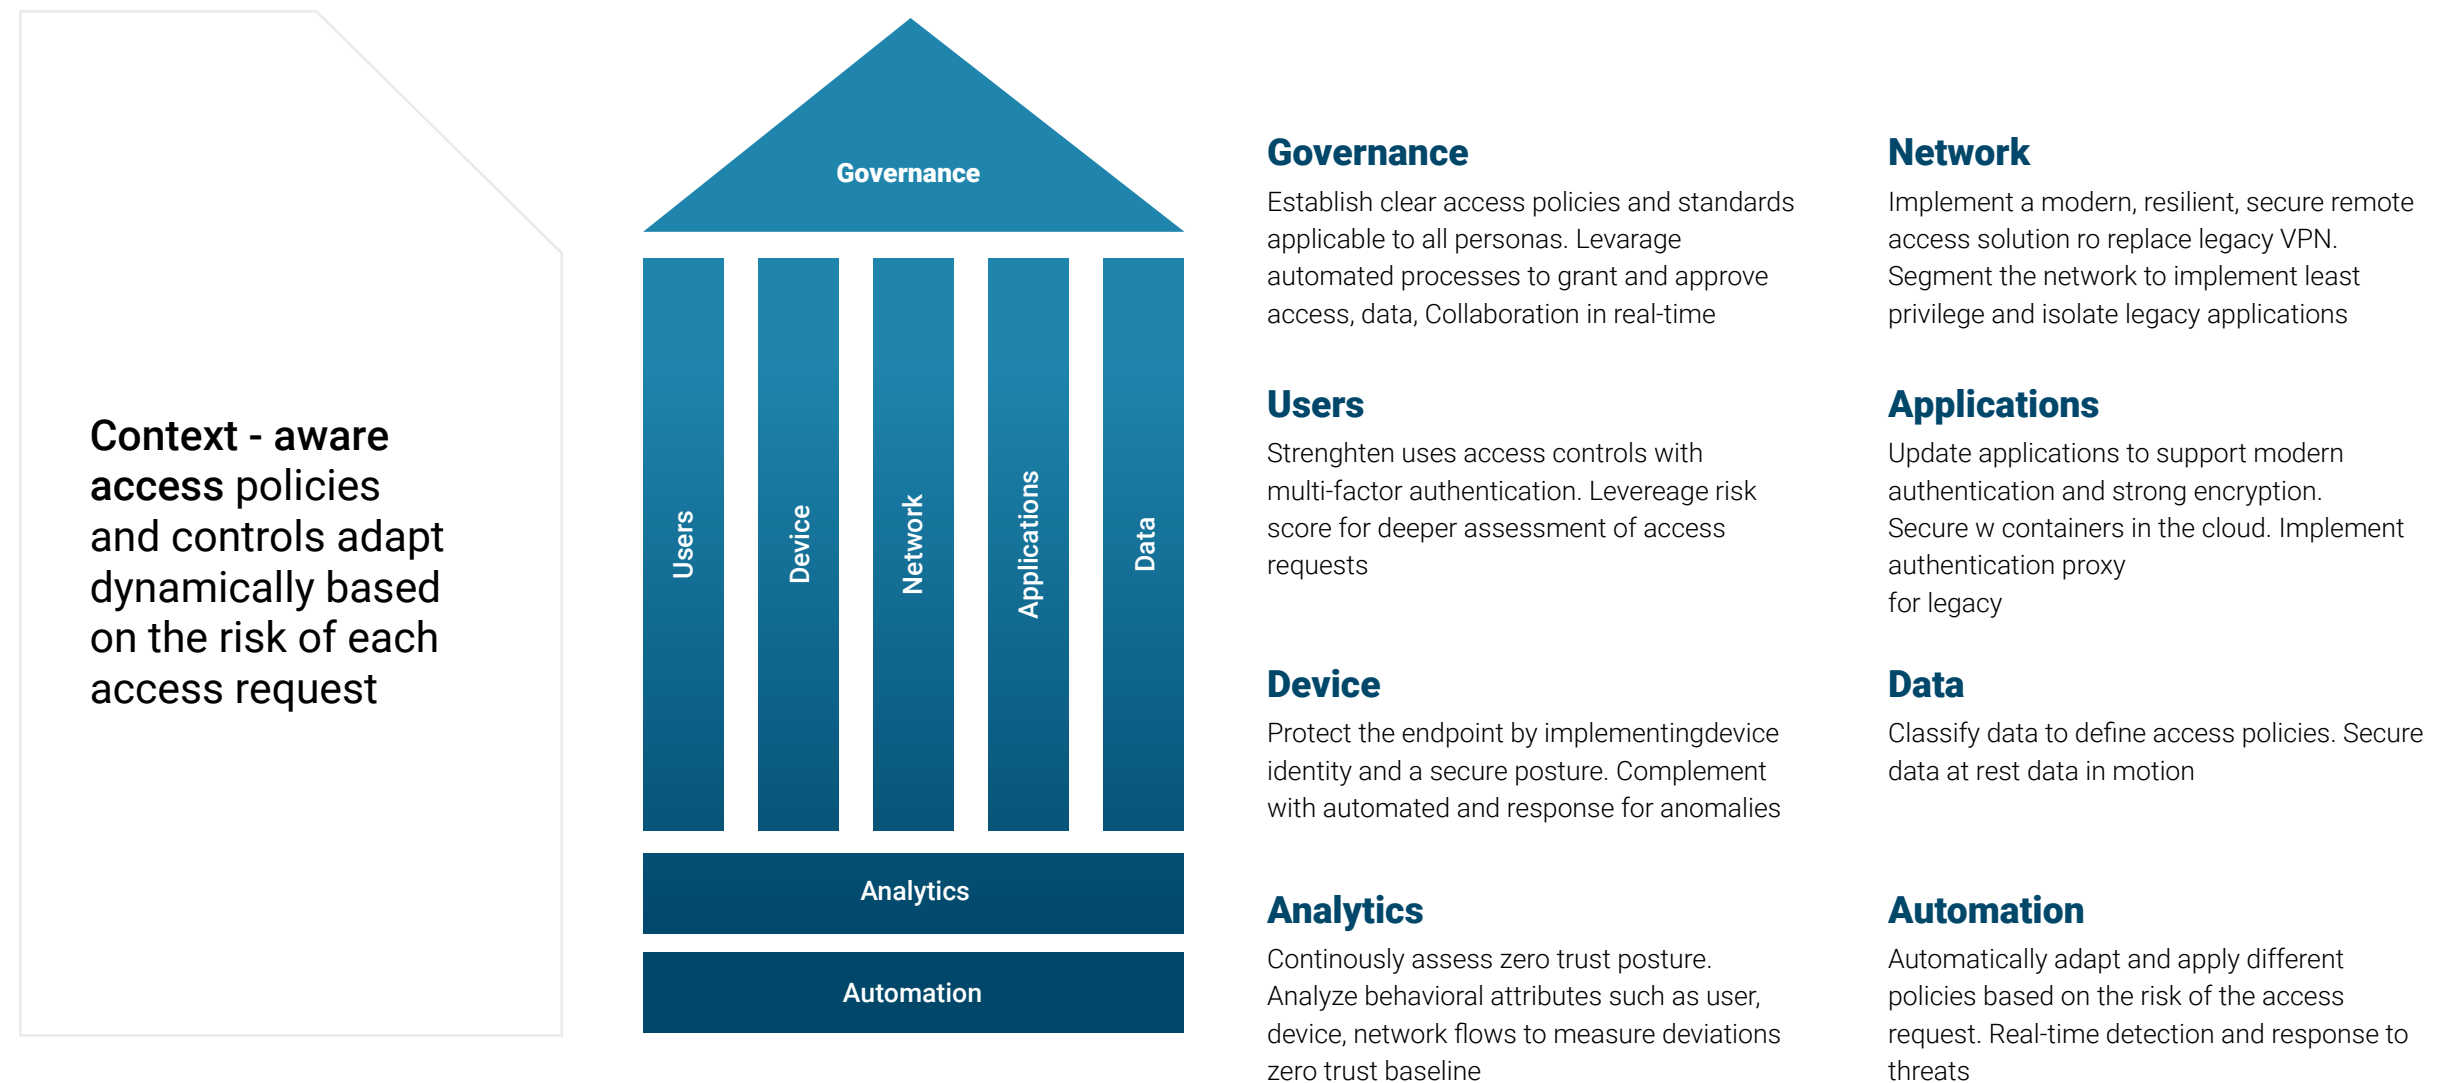 Context - aware
access policies
and controls adapt
dynamically based
on the risk of each
access request
Governance
Users
Device
Network
Applications
Data
Analytics
Automation
Governance
Establish clear access policies and standards
applicable to all personas. Levarage
automated processes to grant and approve
access, data, Collaboration in real-time
Users
Strenghten uses access controls with
multi-factor authentication. Levereage risk
score for deeper assessment of access
requests
Device
Protect the endpoint by implementingdevice
identity and a secure posture. Complement
with automated and response for anomalies
Analytics
Continously assess zero trust posture.
Analyze behavioral attributes such as user,
device, network flows to measure deviations
zero trust baseline
Network
Implement a modern, resilient, secure remote
access solution ro replace legacy VPN.
Segment the network to implement least
privilege and isolate legacy applications
Applications
Update applications to support modern
authentication and strong encryption.
Secure w containers in the cloud. Implement
authentication proxy
for legacy
Data
Classify data to define access policies. Secure
data at rest data in motion
Automation
Automatically adapt and apply different
policies based on the risk of the access
request. Real-time detection and response to
threats